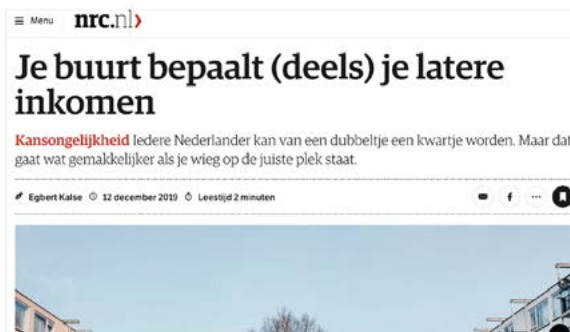 Menu nrc.nl>
Je buurt bepaalt (deels) je latere
inkomen
Kansongelijkheid Iedere Nederlander kan van een dubbeltje een kwartje worden. Maar dat
gaat wat gemakkelijker als je wieg op de juiste plek staat.
Egbert Kalse 12 december 2019 Leestijd 2 minuten